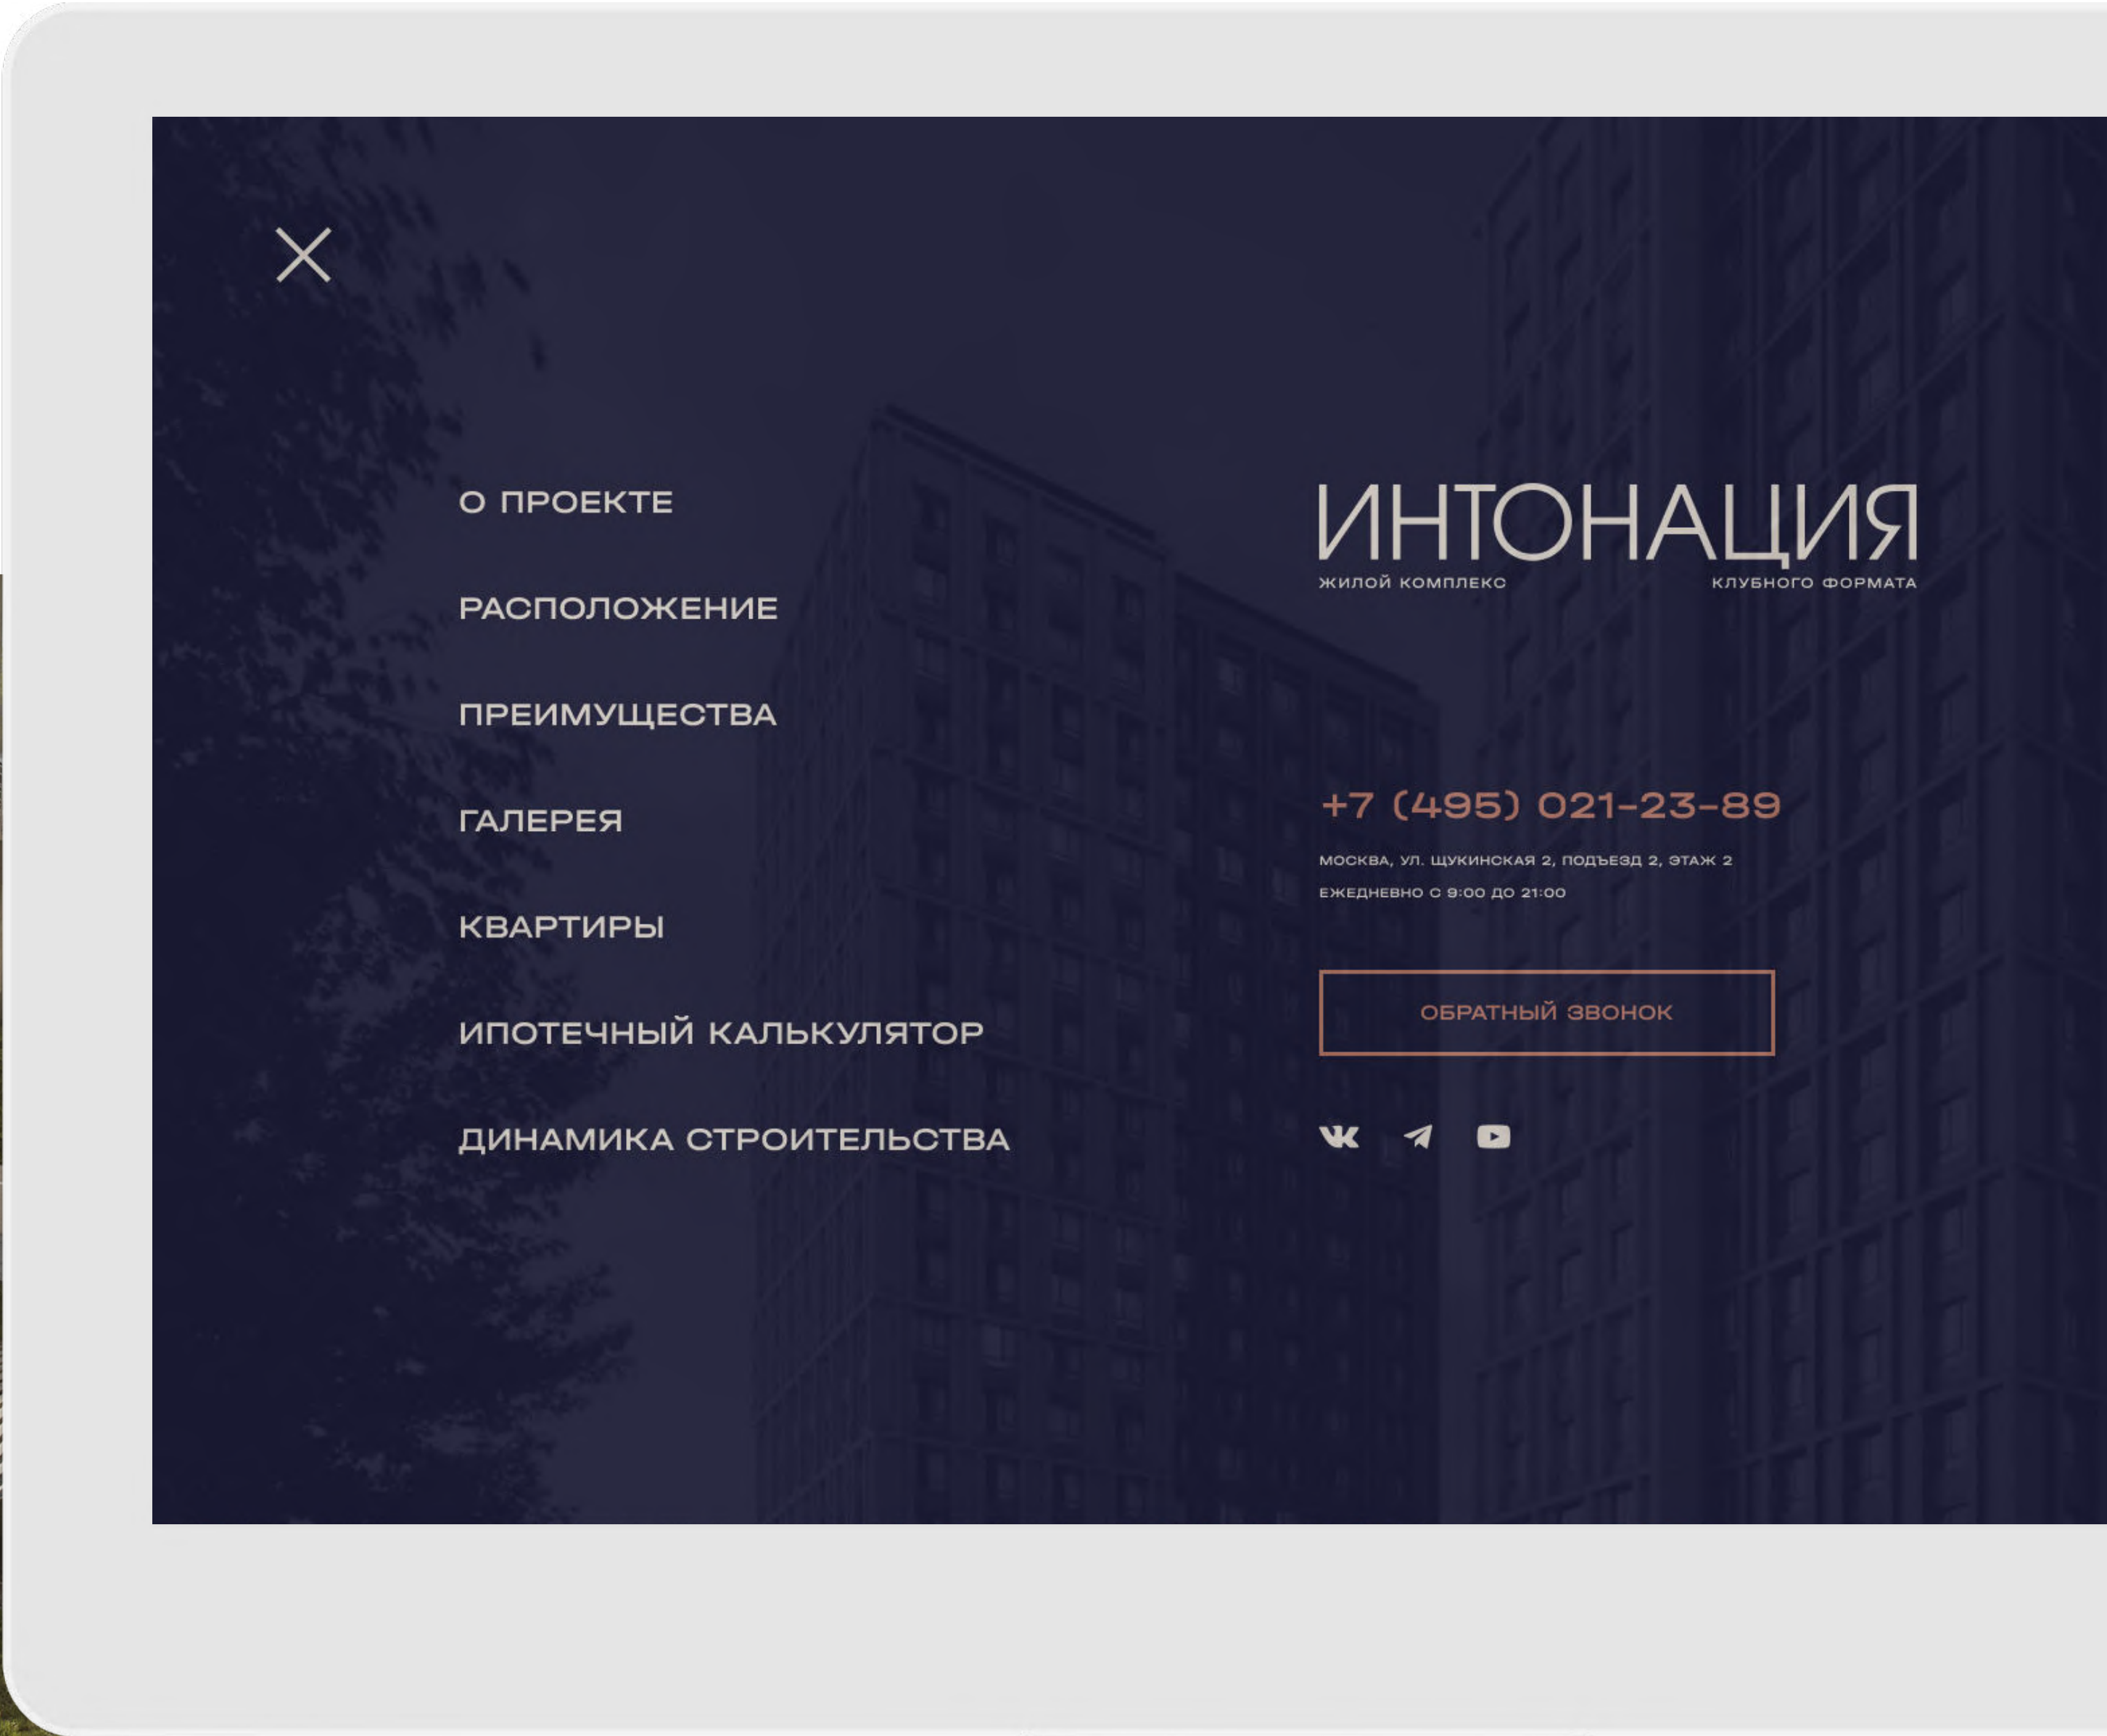 О ПРОЕКТЕ
РАСПОЛОЖЕНИЕ
ПРЕИМУЩЕСТВА
ГАЛЕРЕЯ
КВАРТИРЫ
ИПОТЕЧНЫЙ КАЛЬКУЛЯТОР
ДИНАМИКА СТРОИТЕЛЬСТВА
ИНТОНАЦИЯ
ЖИЛОЙ КОМПЛЕКС КЛУБНОГО ФОРМАТА
+7 (495) 021-23-89
МОСКВА, УЛ. ЩУКИНСКАЯ 2, ПОДЪЕЗД 2, ЭТАЖ 2
ЕЖЕДНЕВНО С 9:00 ДО 21:00
ОБРАТНЫЙ ЗВОНОК